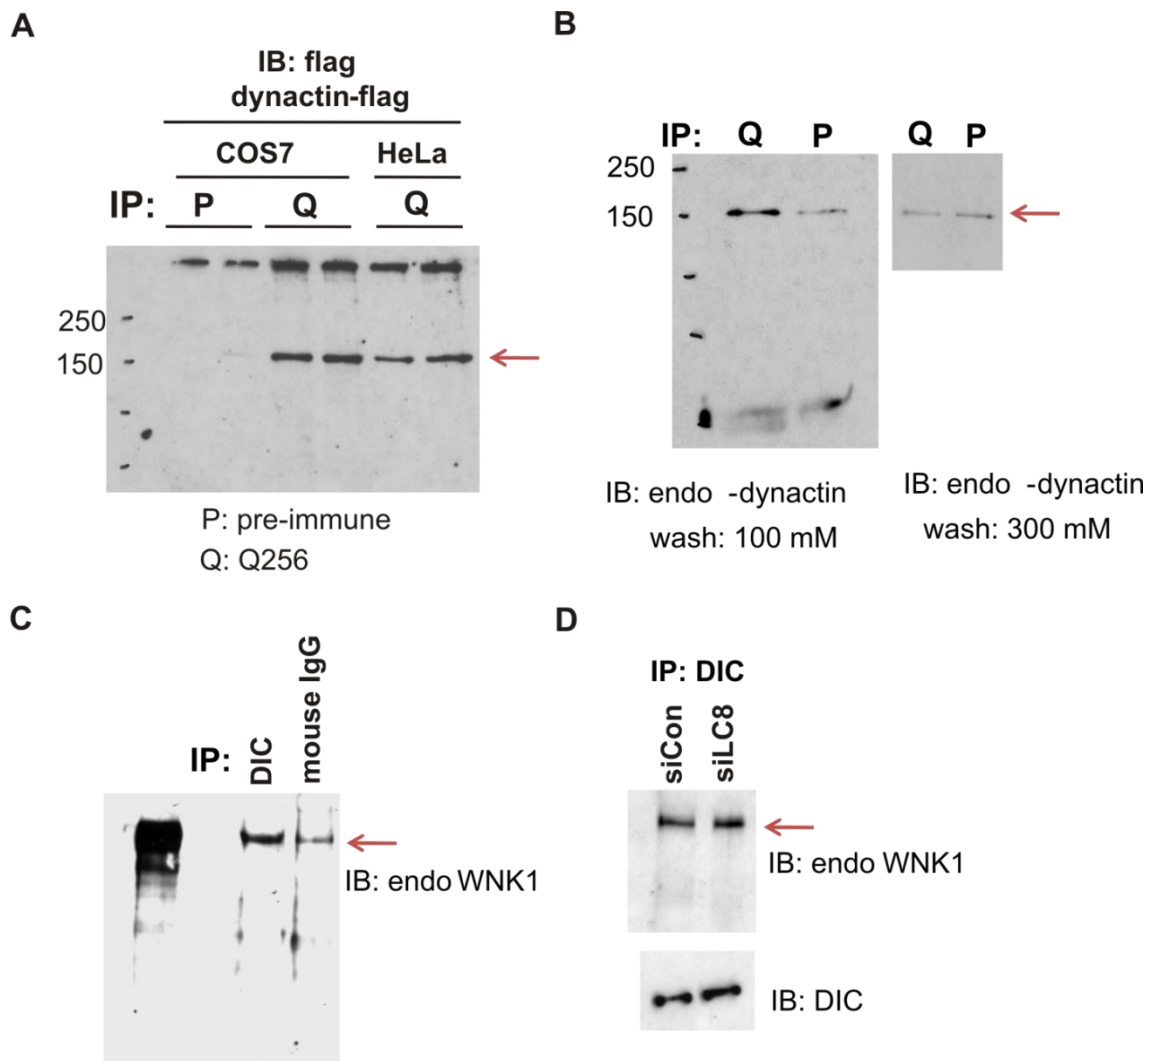 A
IB: flag
dynactin-flag
COS7 HeLa
IP: P Q Q
250
150
P: pre-immune
Q: Q256
B
IP: Q P Q P
250
150
IB: endo -dynactin
wash: 100 mM
IB: endo -dynactin
wash: 300 mM
C
IP: DIC mouse IgG
IB: endo WNK1
D
IP: DIC
siCon siLC8
IB: endo WNK1
IB: DIC